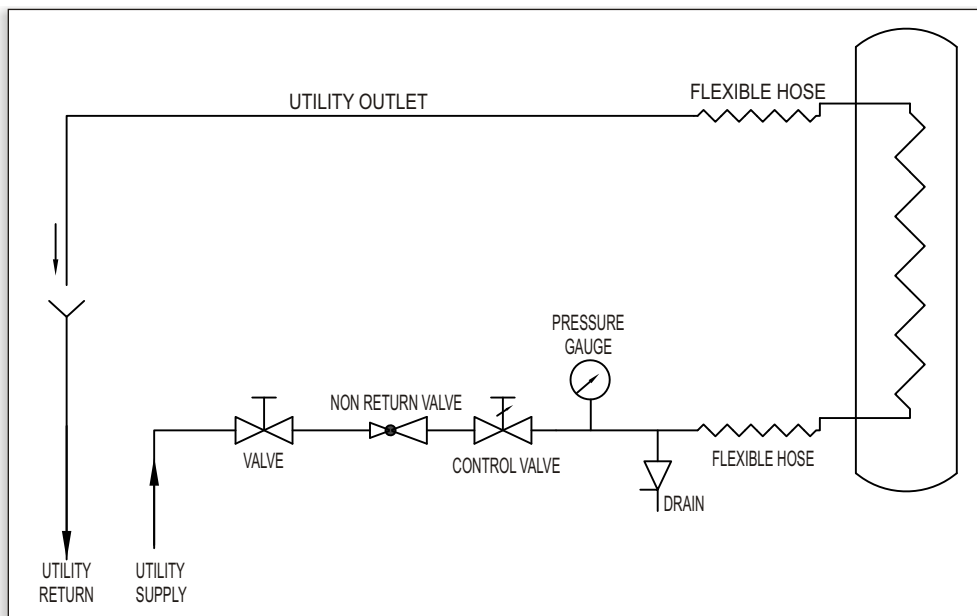 UTILITY OUTLET
FLEXIBLE HOSE
PRESSURE
GAUGE
NON RETURN VALVE
VALVE
CONTROL VALVE
FLEXIBLE HOSE
DRAIN
UTILITY
RETURN
UTILITY
SUPPLY